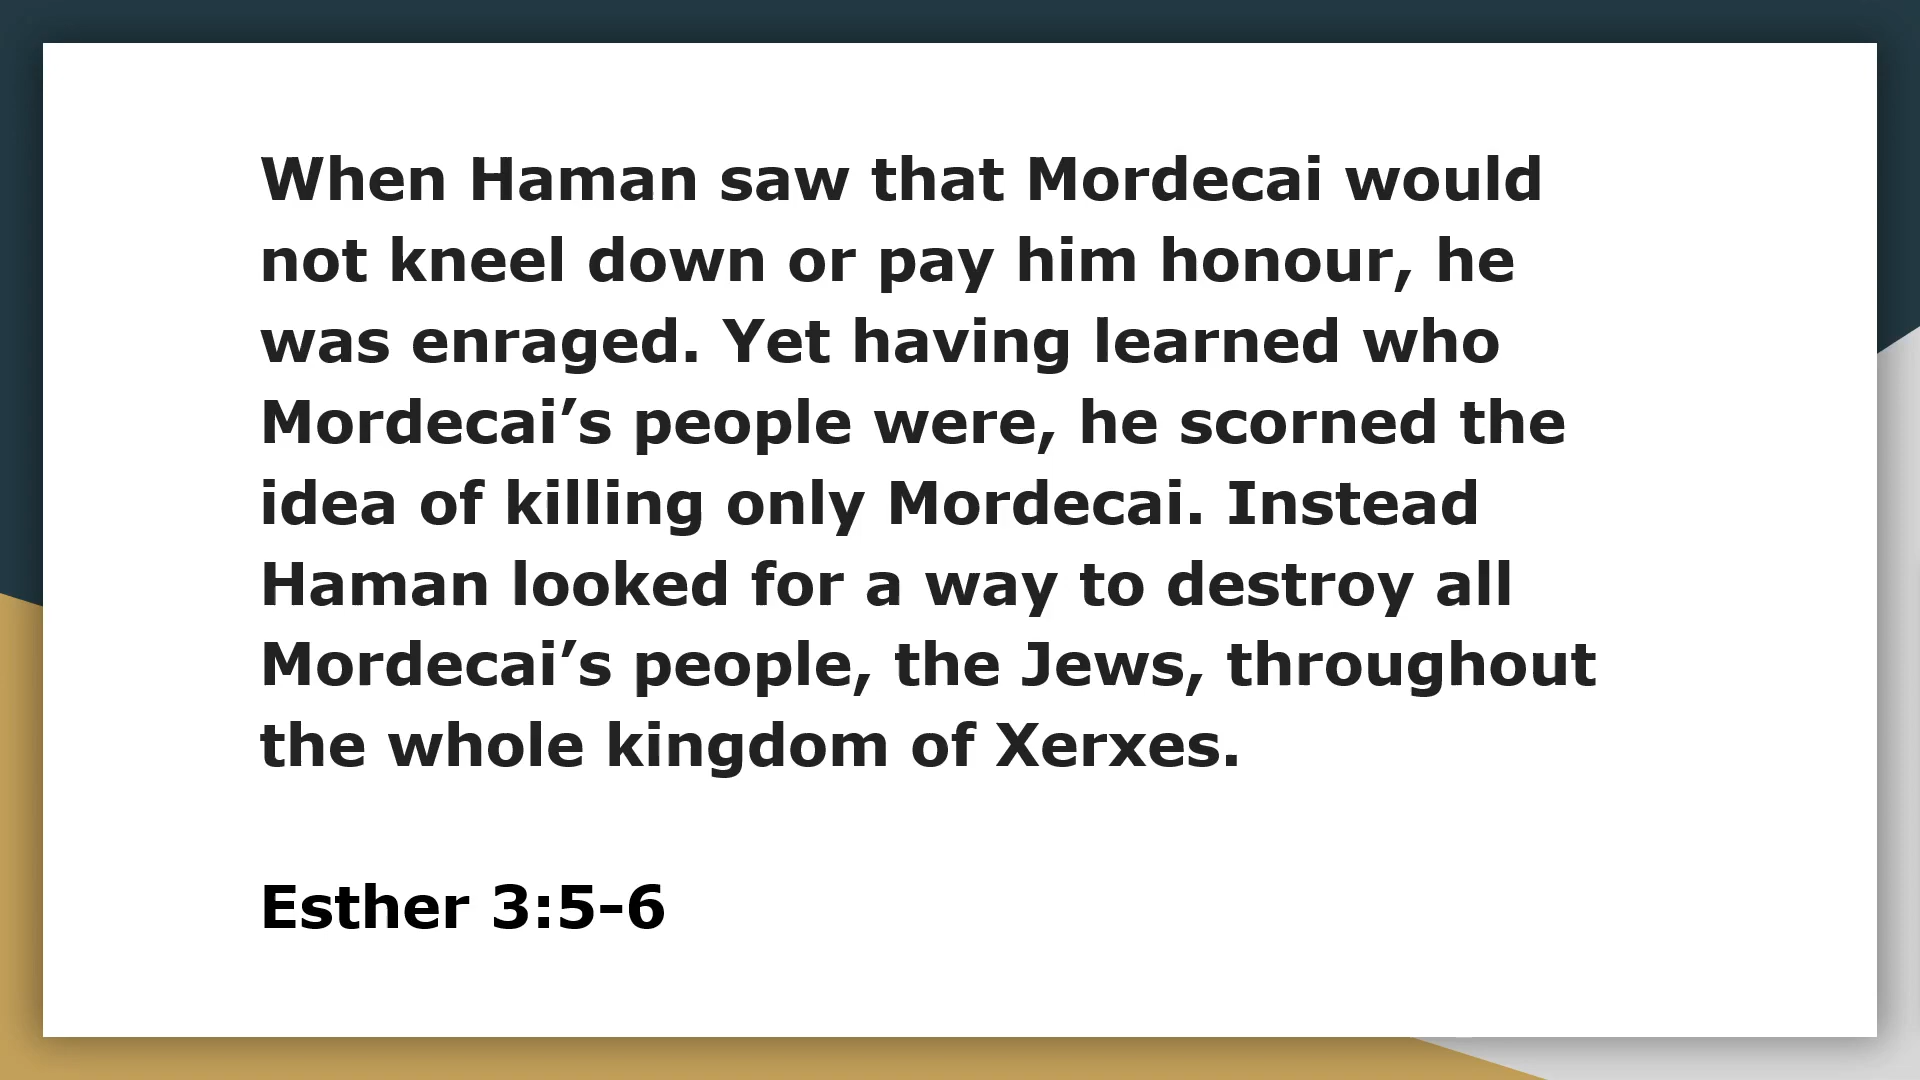 When Haman saw that Mordecai would
not kneel down or pay him honour, he
was enraged. Yet having learned who
Mordecai’s people were, he scorned the
idea of killing only Mordecai. Instead
Haman looked for a way to destroy all
Mordecai’s people, the Jews, throughout
the whole kingdom of Xerxes.
Esther 3:5–6